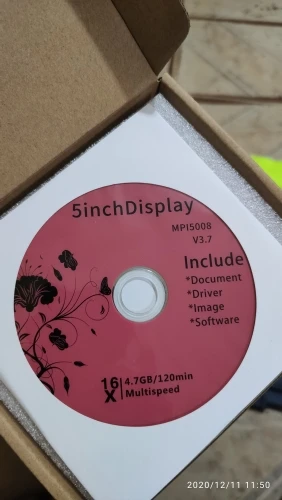 5inchDisplay
MPI5008
V3.7
Include
*Document
*Driver
*Image
*Software
16X
4.7GB/120min
Multispeed
2020/12/11 11:50